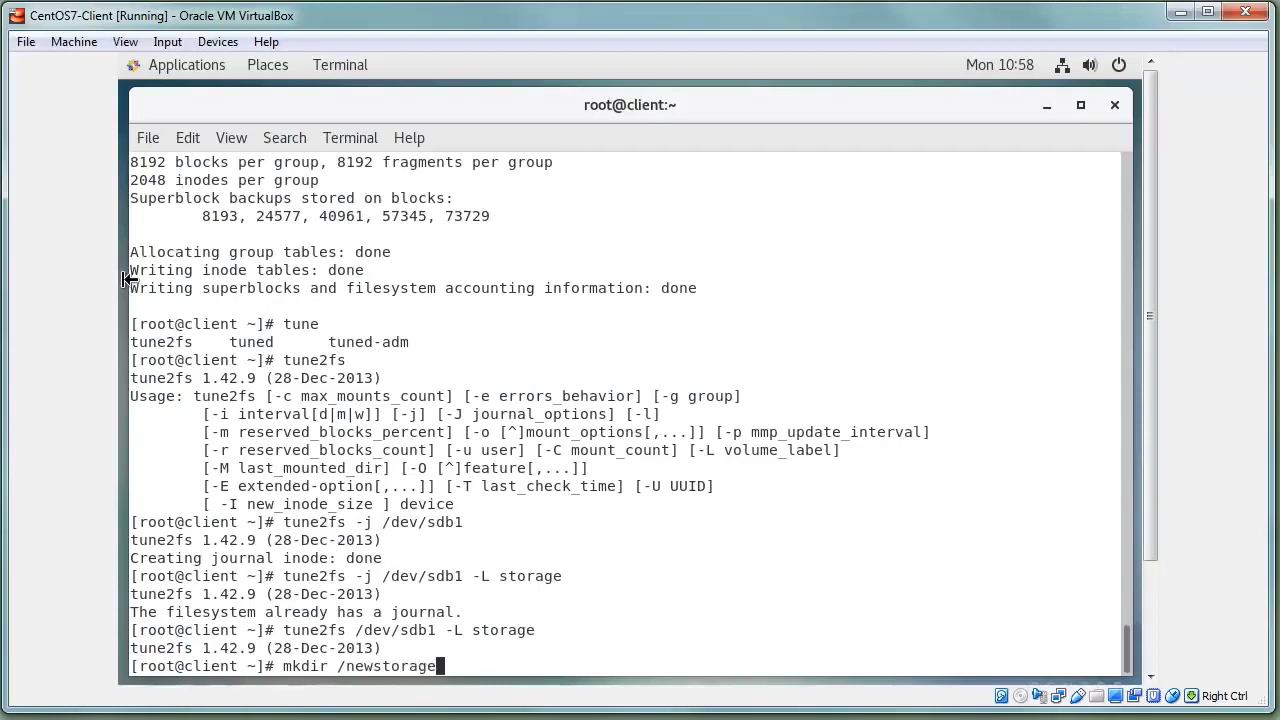 CentOS7-Client [Running] - Oracle VM VirtualBox
File Machine View Input Devices Help
Applications Places Terminal Mon 10:58
root@client:~
File Edit View Search Terminal Help
8192 blocks per group, 8192 fragments per group
2048 inodes per group
Superblock backups stored on blocks:
8193, 24577, 40961, 57345, 73729
Allocating group tables: done
Writing inode tables: done
Writing superblocks and filesystem accounting information: done
[root@client ~]# tune
tune2fs tuned tuned-adm
[root@client ~]# tune2fs
tune2fs 1.42.9 (28-Dec-2013)
Usage: tune2fs [-c max_mounts_count] [-e errors_behavior] [-g group]
[-i interval[d|m|w]] [-j] [-J journal_options] [-l]
[-m reserved_blocks_percent] [-o [^]mount_options[,...]] [-p mmp_update_interval]
[-r reserved_blocks_count] [-u user] [-C mount_count] [-L volume_label]
[-M last_mounted_dir] [-O [^]feature[,...]]
[-E extended-option[,...]] [-T last_check_time] [-U UUID]
[ -I new_inode_size ] device
[root@client ~]# tune2fs -j /dev/sdb1
tune2fs 1.42.9 (28-Dec-2013)
Creating journal inode: done
[root@client ~]# tune2fs -j /dev/sdb1 -L storage
tune2fs 1.42.9 (28-Dec-2013)
The filesystem already has a journal.
[root@client ~]# tune2fs /dev/sdb1 -L storage
tune2fs 1.42.9 (28-Dec-2013)
[root@client ~]# mkdir /newstorage
Right Ctrl